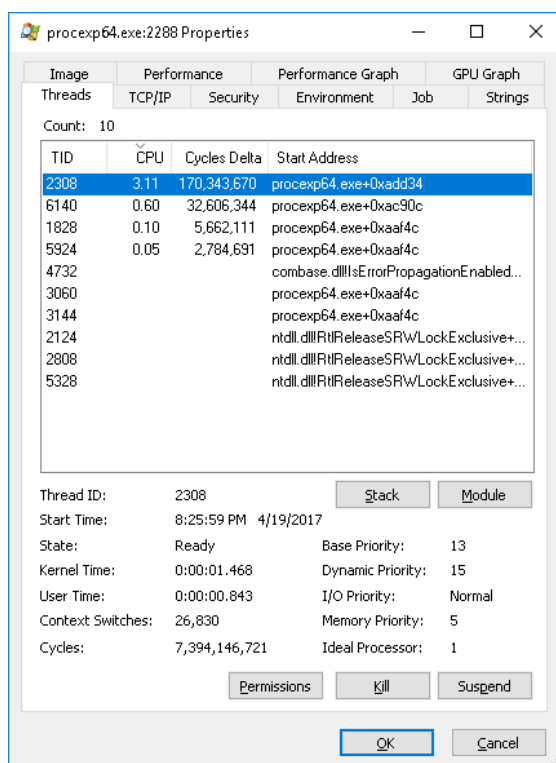 procexp64.exe:2288 Properties
Image Performance Performance Graph GPU Graph
Threads TCP/IP Security Environment Job Strings
Count: 10
TID CPU Cycles Delta Start Address
2308 3.11 170,343,670 procexp64.exe+0xadd34
6140 0.60 32,606,344 procexp64.exe+0xac90c
1828 0.10 5,662,111 procexp64.exe+0xaaf4c
5924 0.05 2,784,691 procexp64.exe+0xaaf4c
4732 combase.dll!IsErrorPropagationEnabled...
3060 procexp64.exe+0xaaf4c
3144 procexp64.exe+0xaaf4c
2124 ntdll.dll!RtlReleaseSRWLockExclusive+...
2808 ntdll.dll!RtlReleaseSRWLockExclusive+...
5328 ntdll.dll!RtlReleaseSRWLockExclusive+...
Thread ID: 2308 Stack Module
Start Time: 8:25:59 PM 4/19/2017
State: Ready Base Priority: 13
Kernel Time: 0:00:01.468 Dynamic Priority: 15
User Time: 0:00:00.843 I/O Priority: Normal
Context Switches: 26,830 Memory Priority: 5
Cycles: 7,394,146,721 Ideal Processor: 1
Permissions Kill Suspend
OK Cancel